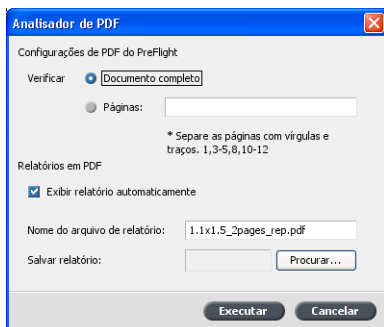 Analisador de PDF
Configurações de PDF do PreFlight
Verificar Documento completo
Páginas:
* Separe as páginas com vírgulas e
traços. 1,3-5,8,10-12
Relatórios em PDF
Exibir relatório automaticamente
Nome do arquivo de relatório: 1.1x1.5_2pages_rep.pdf
Salvar relatório: Procurar...
Executar Cancelar